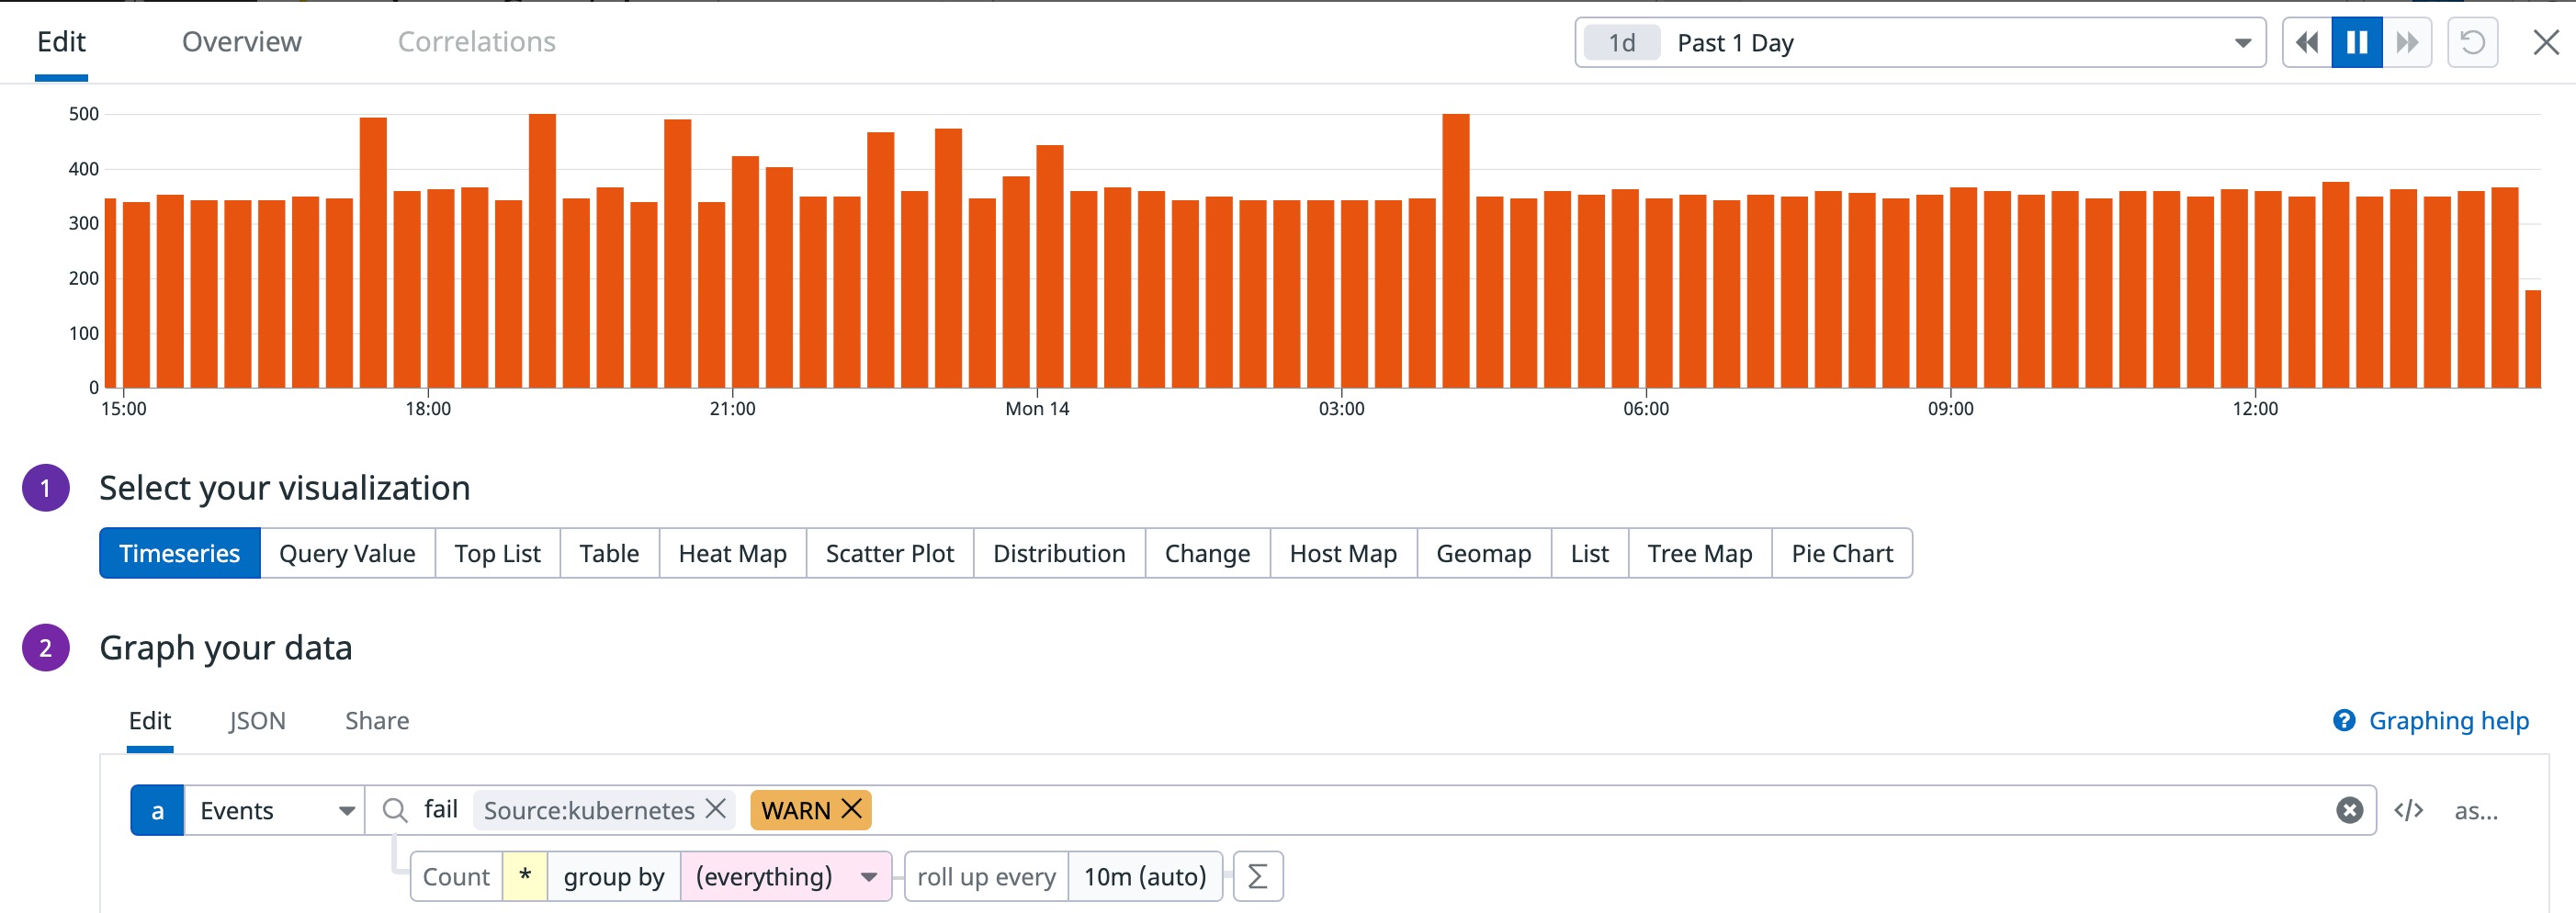 Edit Overview Correlations 1d Past 1 Day
500
400
300
200
100
0
15:00 18:00 21:00 Mon 14 03:00 06:00 09:00 12:00
1 Select your visualization
Timeseries Query Value Top List Table Heat Map Scatter Plot Distribution Change Host Map Geomap List Tree Map Pie Chart
2 Graph your data
Edit JSON Share ? Graphing help
a Events fail Source:kubernetes WARN </> as...
Count * group by (everything) roll up every 10m (auto) Σ